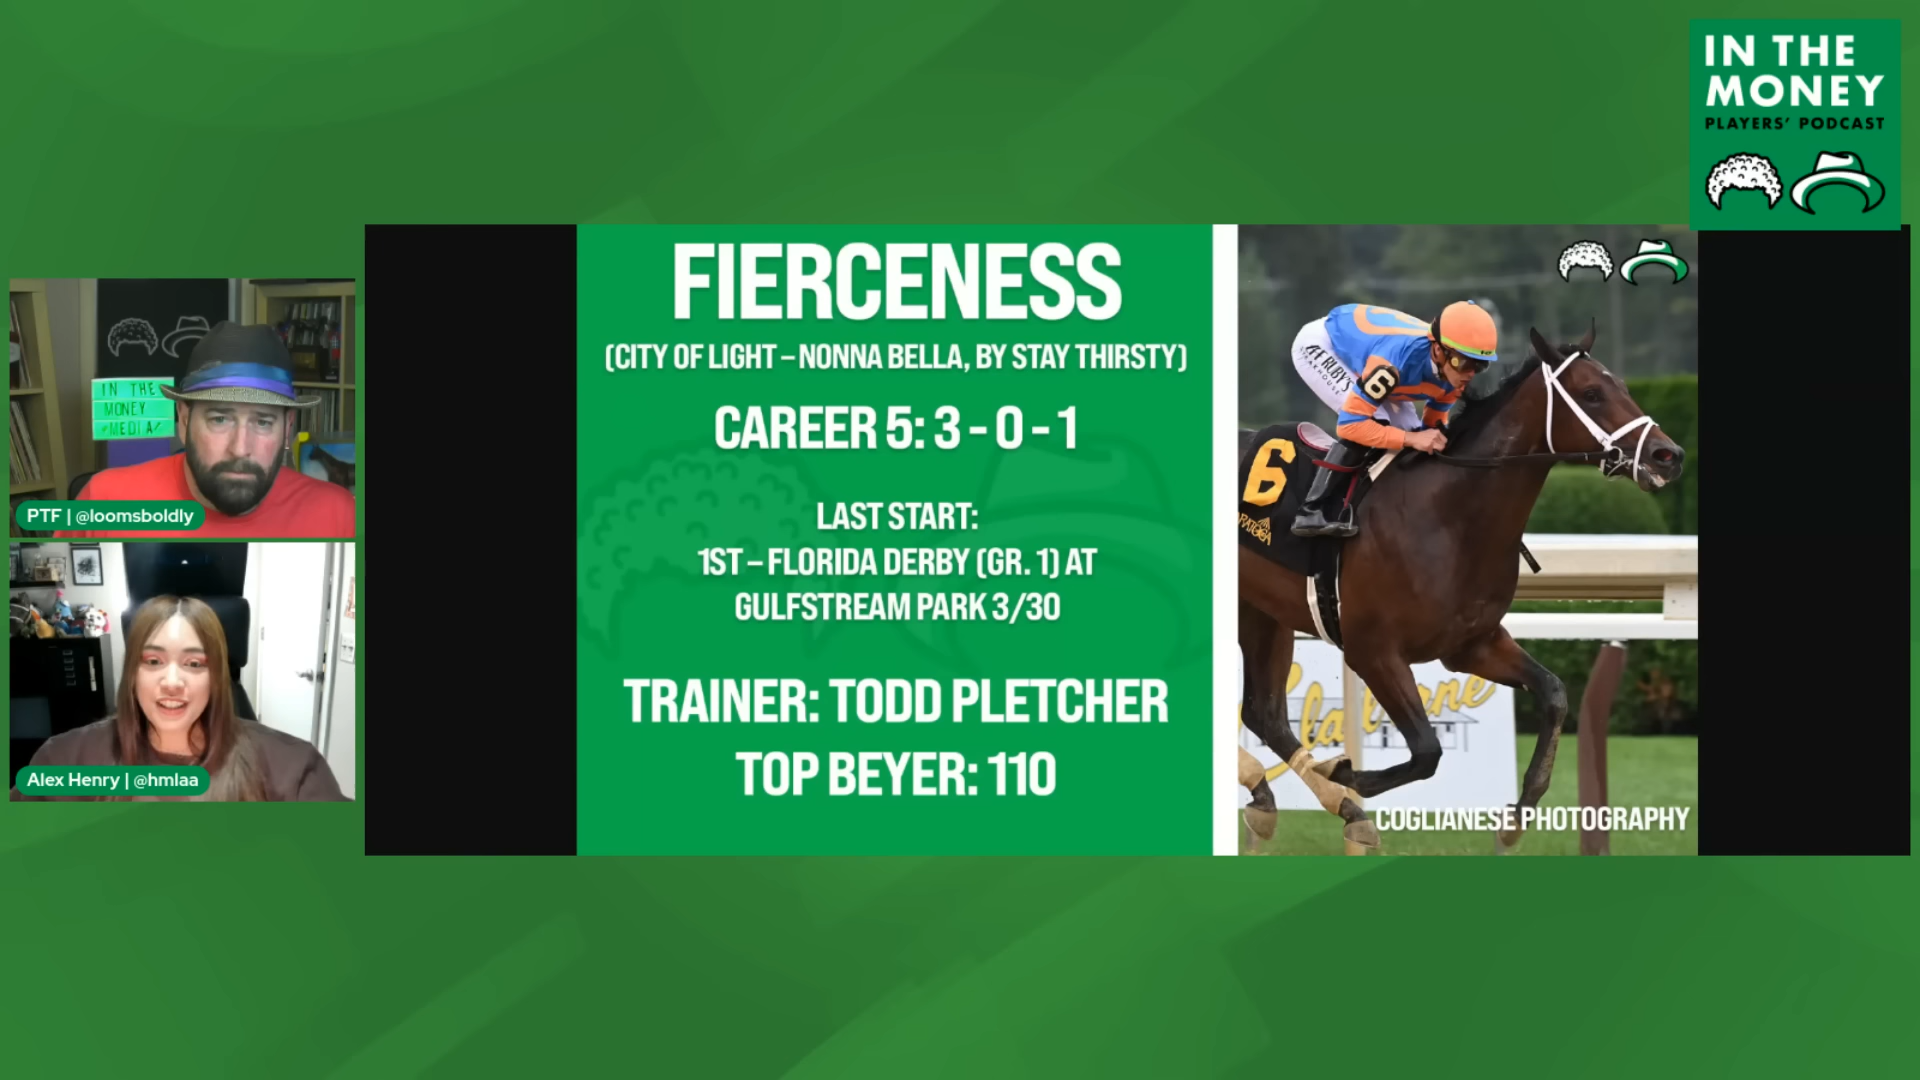 IN THE
MONEY
PLAYERS' PODCAST
FIERCENESS
(CITY OF LIGHT – NONNA BELLA, BY STAY THIRSTY)
CAREER 5: 3 - 0 - 1
LAST START:
1ST – FLORIDA DERBY (GR. 1) AT
GULFSTREAM PARK 3/30
TRAINER: TODD PLETCHER
TOP BEYER: 110
6
6
COGLIANESE PHOTOGRAPHY
IN THE
MONEY
MEDIA
PTF | @loomsboldly
Alex Henry | @hmlaa